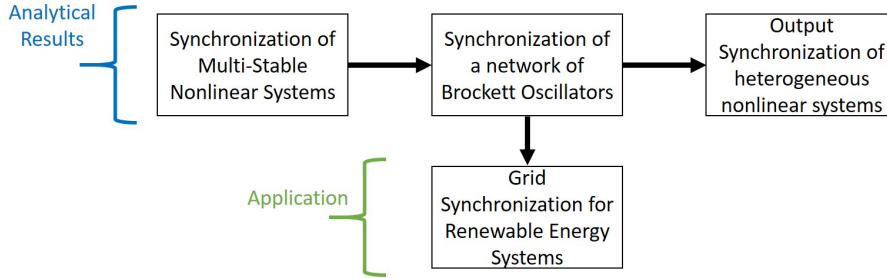 Analytical
Results
Synchronization of
Multi-Stable
Nonlinear Systems
Synchronization of
a network of
Brockett Oscillators
Output
Synchronization of
heterogeneous
nonlinear systems
Application
Grid
Synchronization for
Renewable Energy
Systems